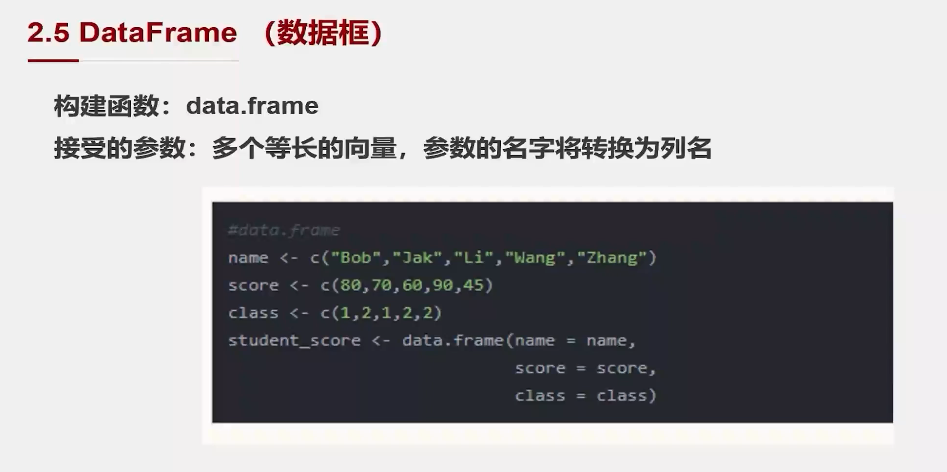 2.5 DataFrame （数据框）
构建函数：data.frame
接受的参数：多个等长的向量，参数的名字将转换为列名
#data.frame
name <- c("Bob","Jak","Li","Wang","Zhang")
score <- c(80,70,60,90,45)
class <- c(1,2,1,2,2)
student_score <- data.frame(name = name,
score = score,
class = class)